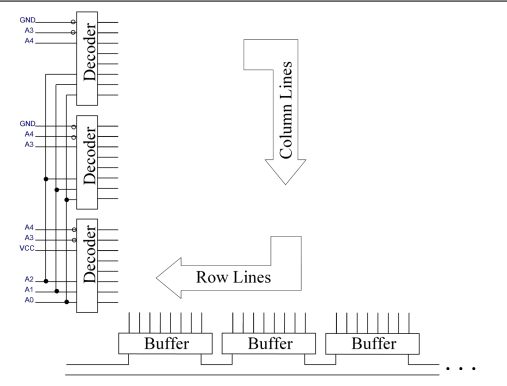 GND
A3
A4
Decoder
GND
A4
A3
Decoder
A4
A3
VCC
A2
A1
A0
Decoder
Column Lines
Row Lines
Buffer
Buffer
Buffer
. . .